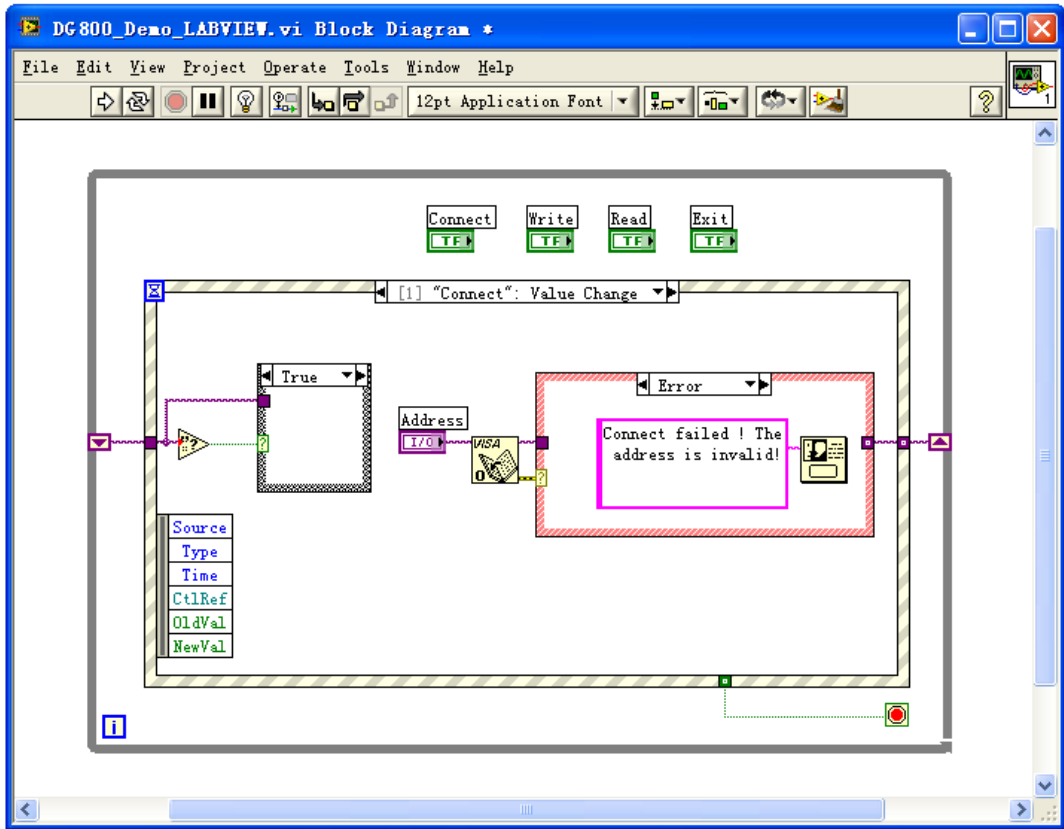 DG800_Demo_LABVIEW.vi Block Diagram *
File Edit View Project Operate Tools Window Help
12pt Application Font
?
1
Connect Write Read Exit
TF TF TF TF
[1] "Connect": Value Change
True
Error
Address
I/O
VISA
O
"?
?
?
Connect failed ! The
address is invalid!
Source
Type
Time
CtlRef
OldVal
NewVal
i